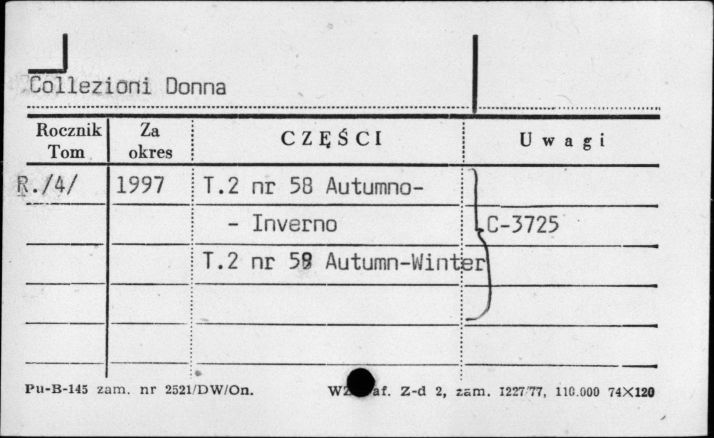 Collezioni Donna
Rocznik Tom Za okres CZĘŚCI Uwagi
R./4/ 1997 T.2 nr 58 Autumno-
- Inverno C-3725
T.2 nr 59 Autumn-Winter
Pu-B-145 zam. nr 2521/DW/On. af. Z-d 2, zam. 1227/77, 110.000 74X120